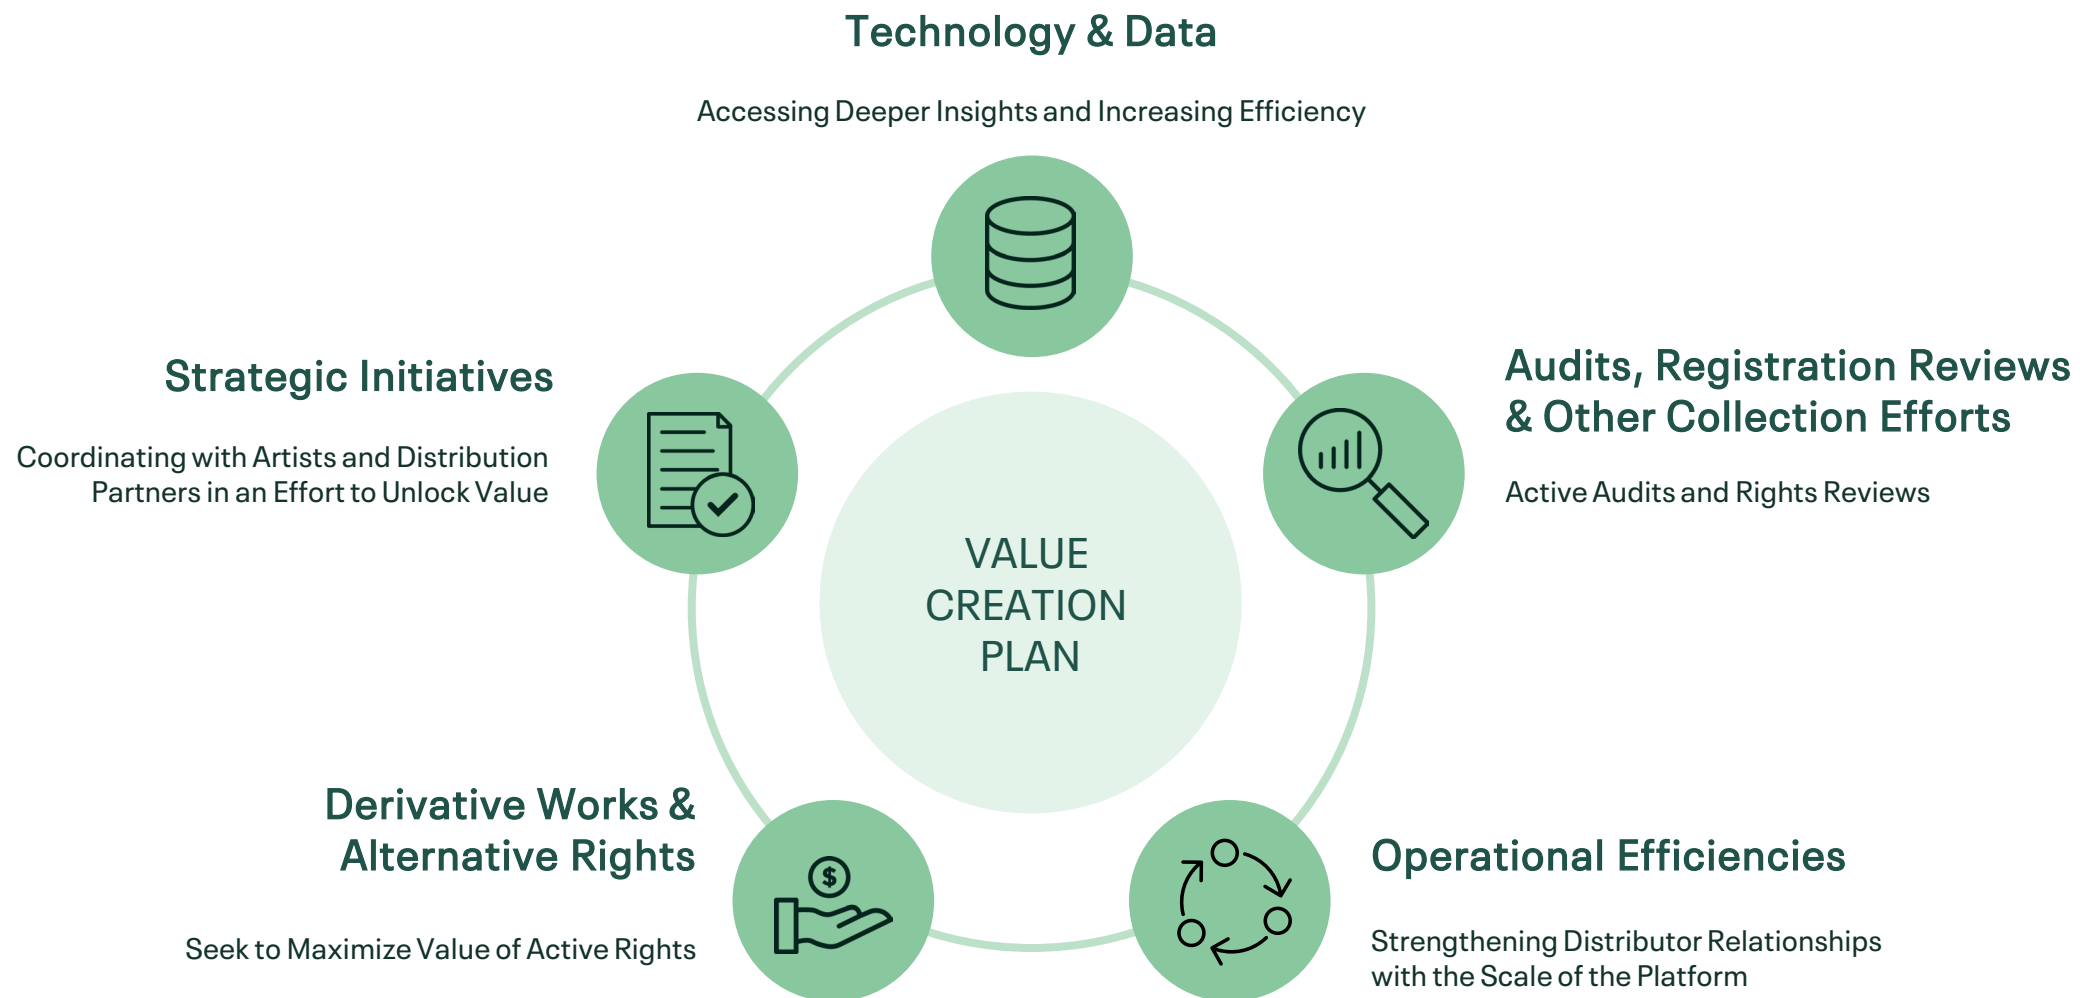 Technology & Data
Accessing Deeper Insights and Increasing Efficiency
Audits, Registration Reviews
& Other Collection Efforts
Active Audits and Rights Reviews
Operational Efficiencies
Strengthening Distributor Relationships
with the Scale of the Platform
Derivative Works &
Alternative Rights
$
Seek to Maximize Value of Active Rights
Strategic Initiatives
Coordinating with Artists and Distribution
Partners in an Effort to Unlock Value
VALUE
CREATION
PLAN